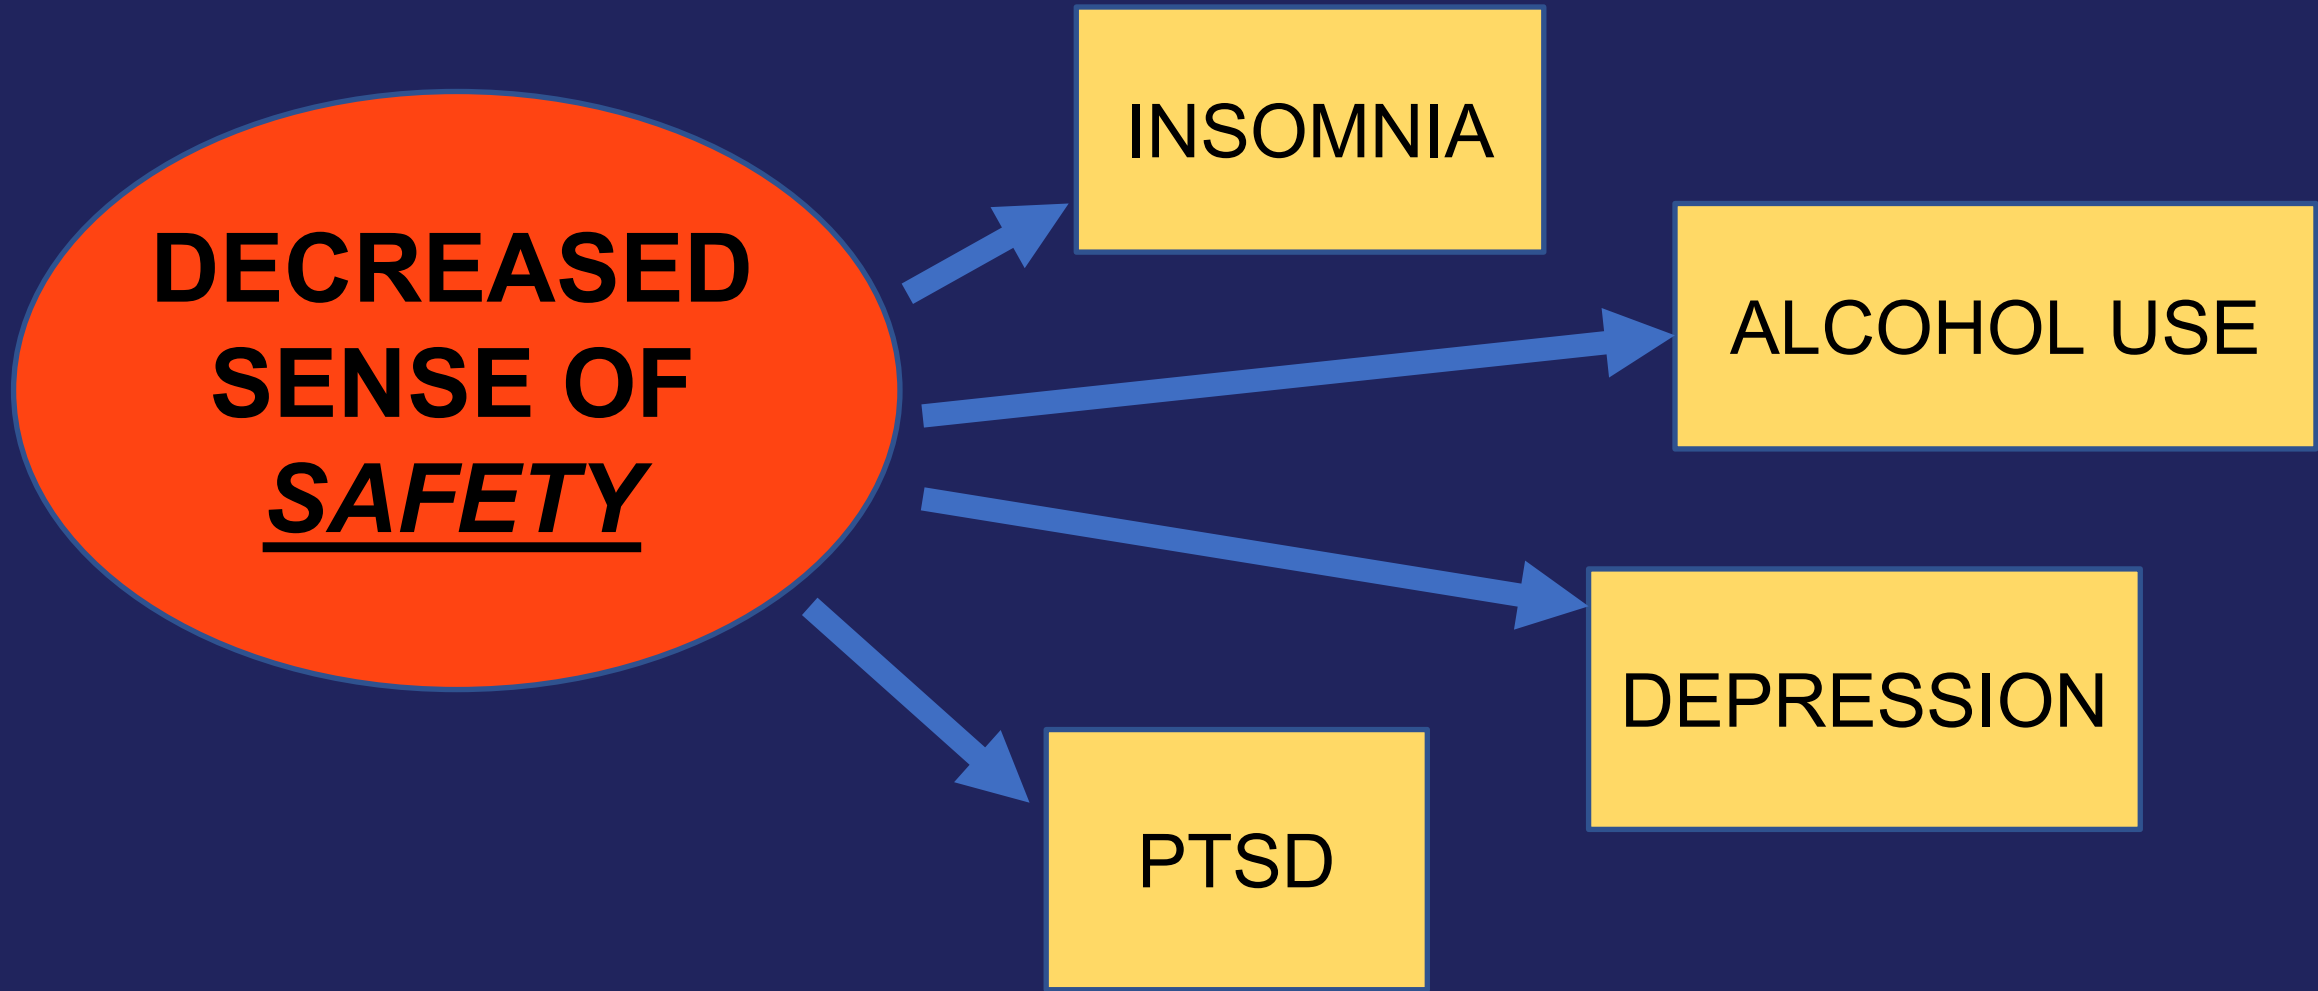 DECREASED
SENSE OF
SAFETY
INSOMNIA
ALCOHOL USE
DEPRESSION
PTSD